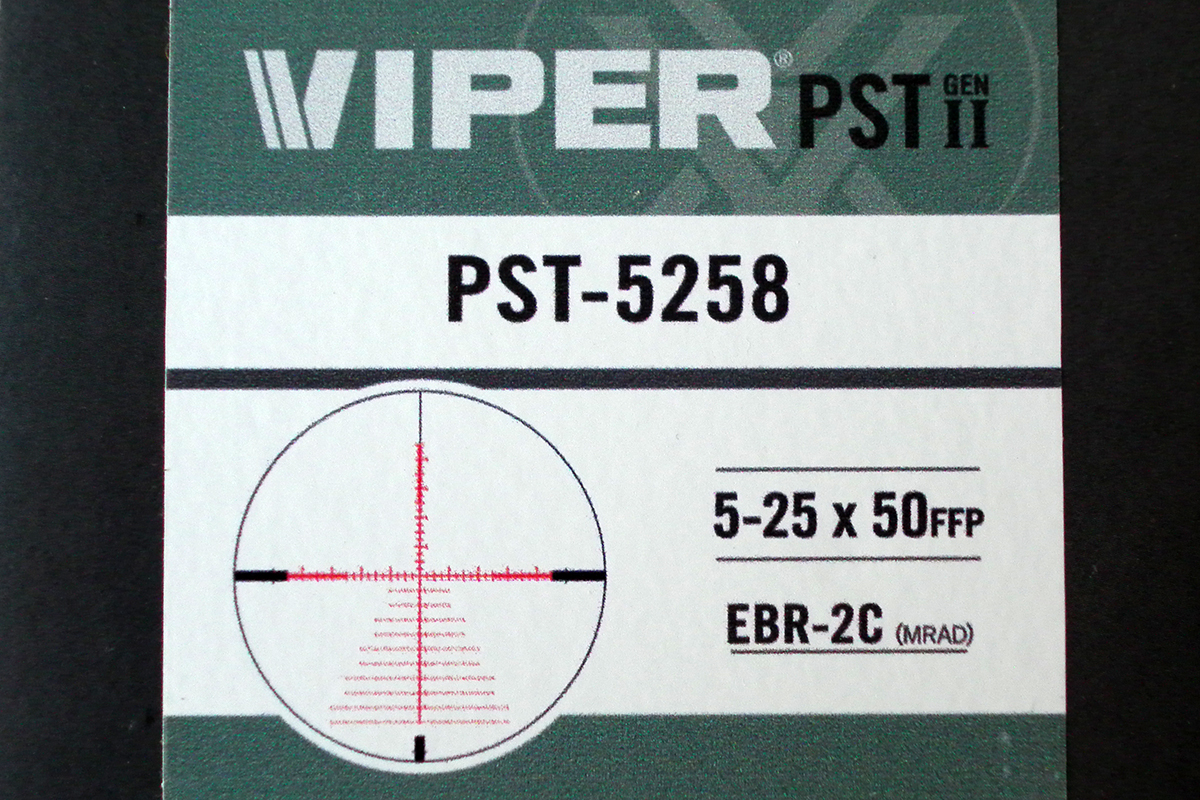 VIPER® PST GEN II
PST-5258
5-25 x 50FFP
EBR-2C (MRAD)